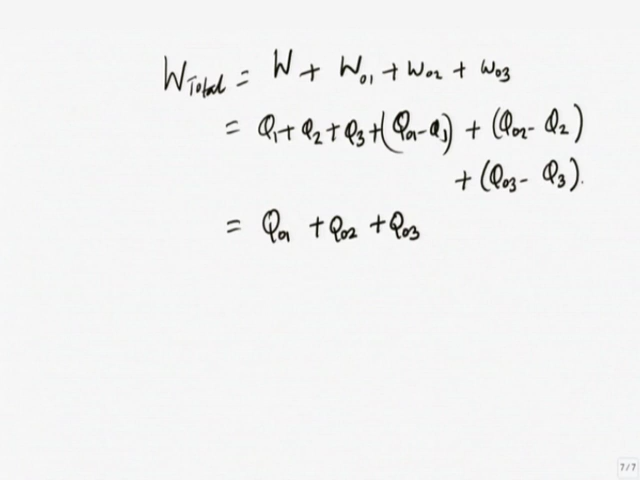 W_Total = W + W_01 + W_02 + W_03
= Q_1 + Q_2 + Q_3 + (Q_01 - Q_1) + (Q_02 - Q_2)
+ (Q_03 - Q_3).
= Q_01 + Q_02 + Q_03
7/7